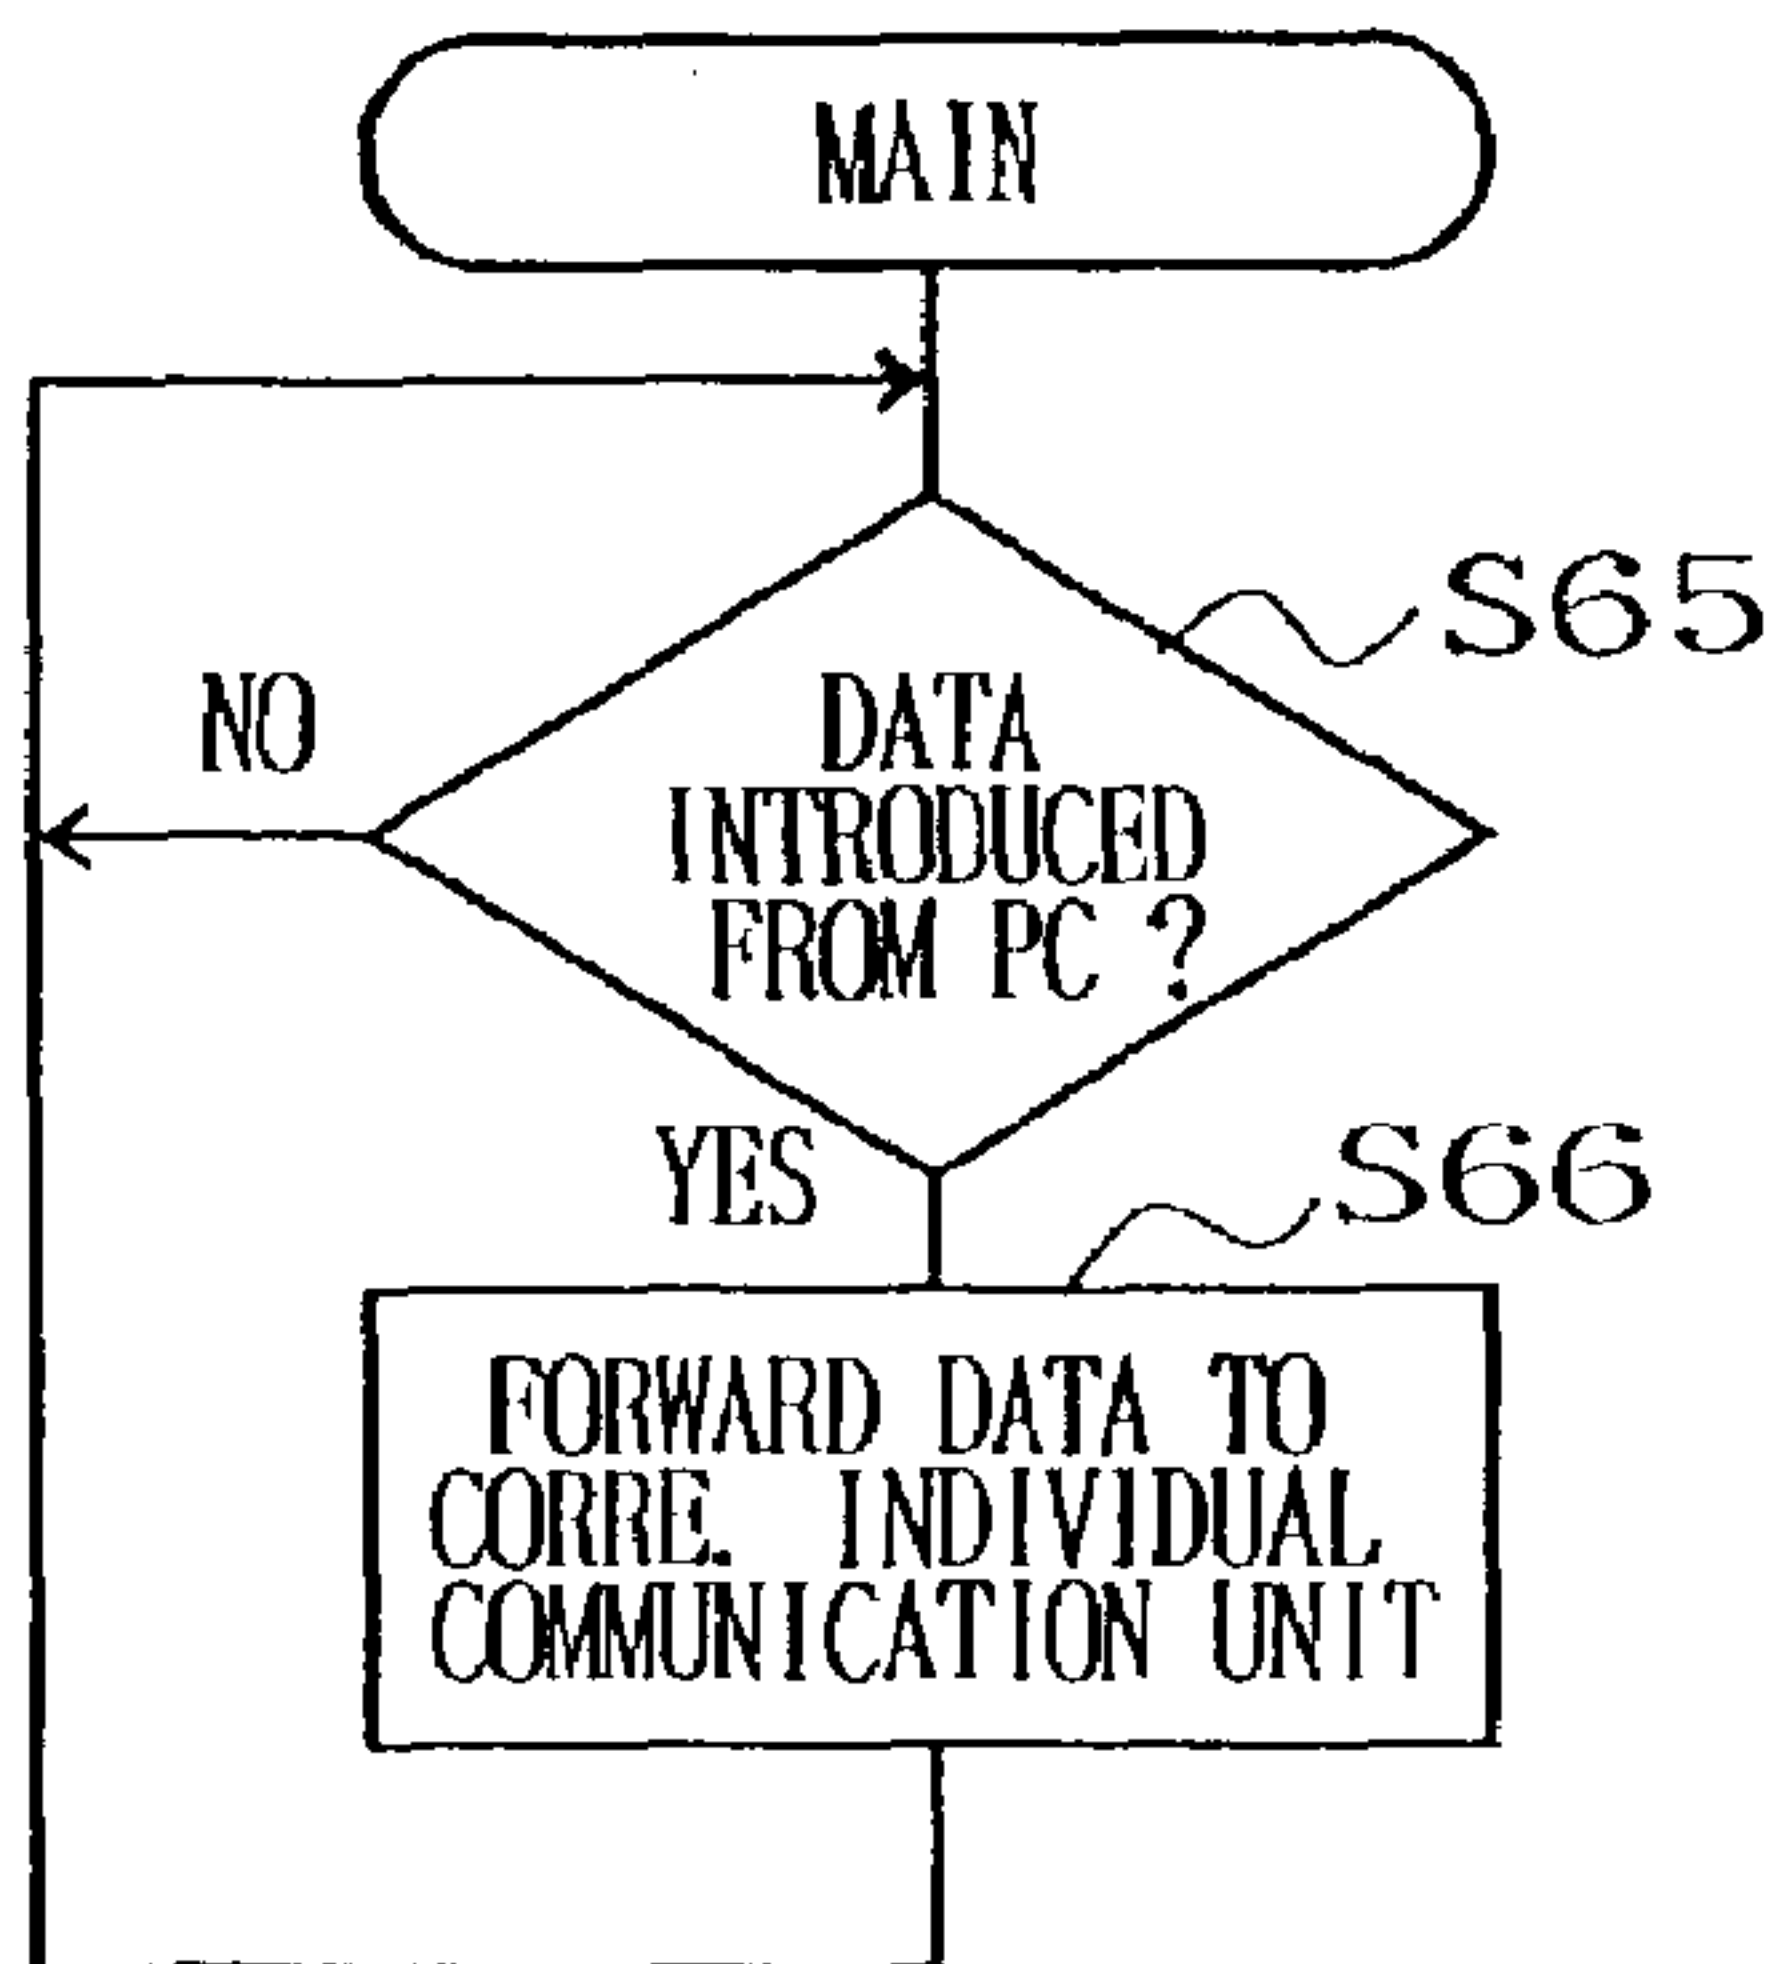 MAIN
S65
NO
DATA
INTRODUCED
FROM PC ?
YES
S66
FORWARD DATA TO
CORRE. INDIVIDUAL
COMMUNICATION UNIT